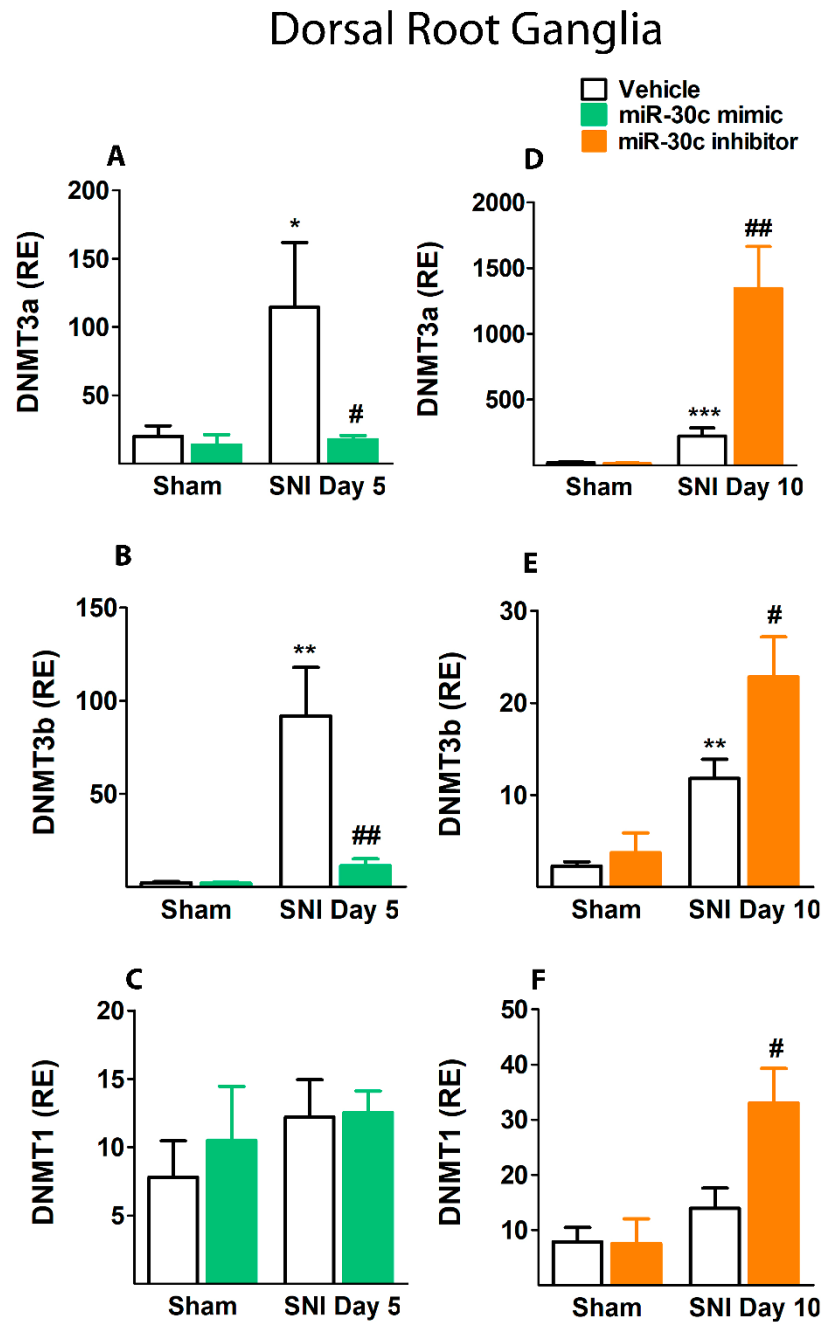 Dorsal Root Ganglia
Vehicle
miR-30c mimic
miR-30c inhibitor
A
DNMT3a (RE)
200
150
100
50
*
#
Sham
SNI Day 5
D
DNMT3a (RE)
2000
1500
1000
500
***
##
Sham
SNI Day 10
B
DNMT3b (RE)
150
100
50
**
##
Sham
SNI Day 5
E
DNMT3b (RE)
30
20
10
**
#
Sham
SNI Day 10
C
DNMT1 (RE)
20
15
10
5
Sham
SNI Day 5
F
DNMT1 (RE)
50
40
30
20
10
#
Sham
SNI Day 10